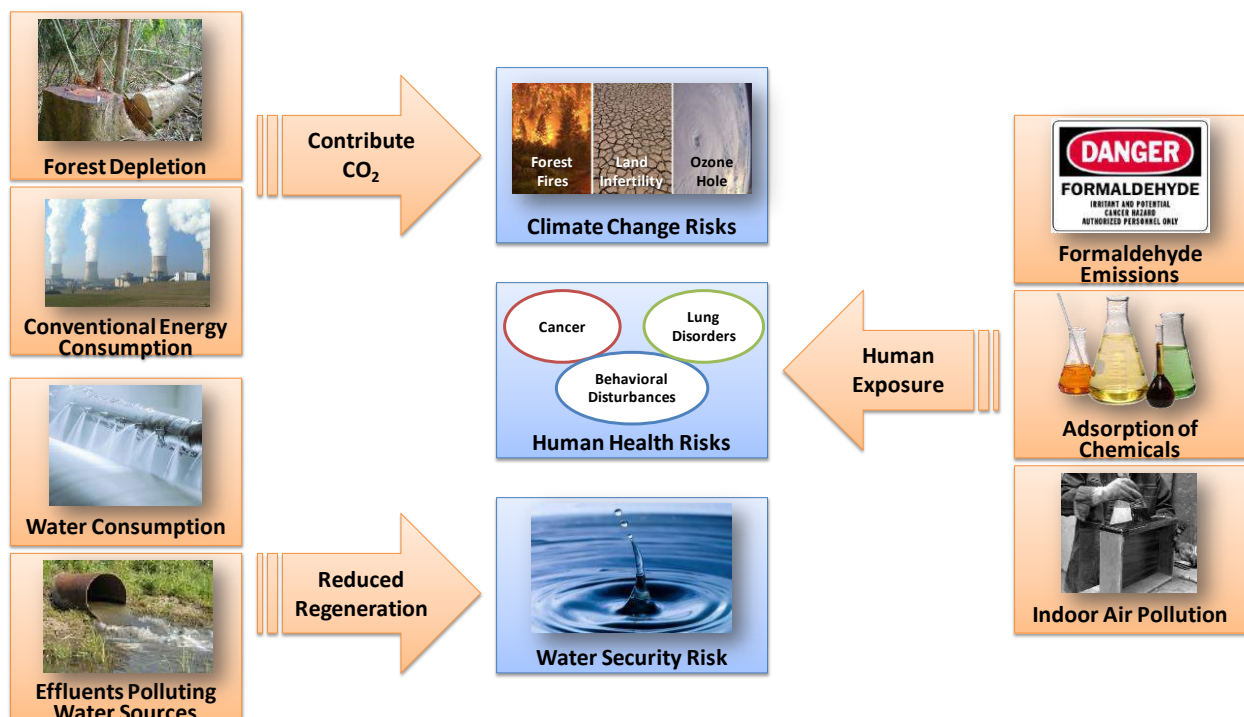 Forest Depletion
Conventional Energy
Consumption
Water Consumption
Effluents Polluting
Water Sources
Contribute
CO₂
Reduced
Regeneration
Forest
Fires
Land
Infertility
Ozone
Hole
Climate Change Risks
Cancer
Lung
Disorders
Behavioral
Disturbances
Human Health Risks
Water Security Risk
Human
Exposure
DANGER
FORMALDEHYDE
IRRITANT AND POTENTIAL
CANCER HAZARD
AUTHORIZED PERSONNEL ONLY
Formaldehyde
Emissions
Adsorption of
Chemicals
Indoor Air Pollution